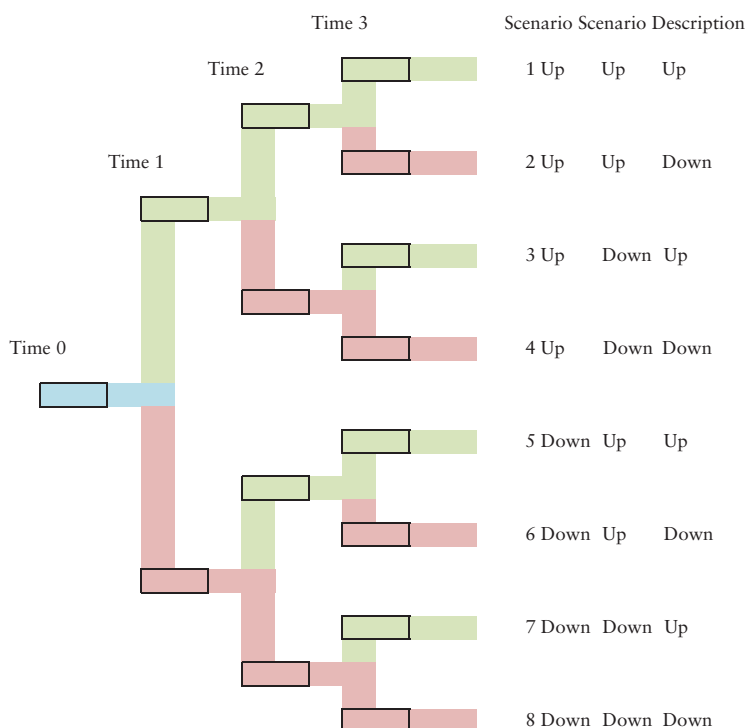 Time 3 Scenario Scenario Description
Time 2 1 Up Up Up
Time 1 2 Up Up Down
3 Up Down Up
Time 0 4 Up Down Down
5 Down Up Up
6 Down Up Down
7 Down Down Up
8 Down Down Down